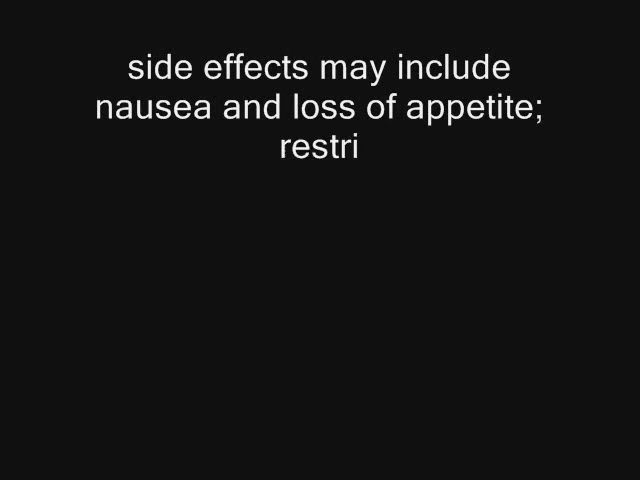 side effects may include
nausea and loss of appetite;
restri